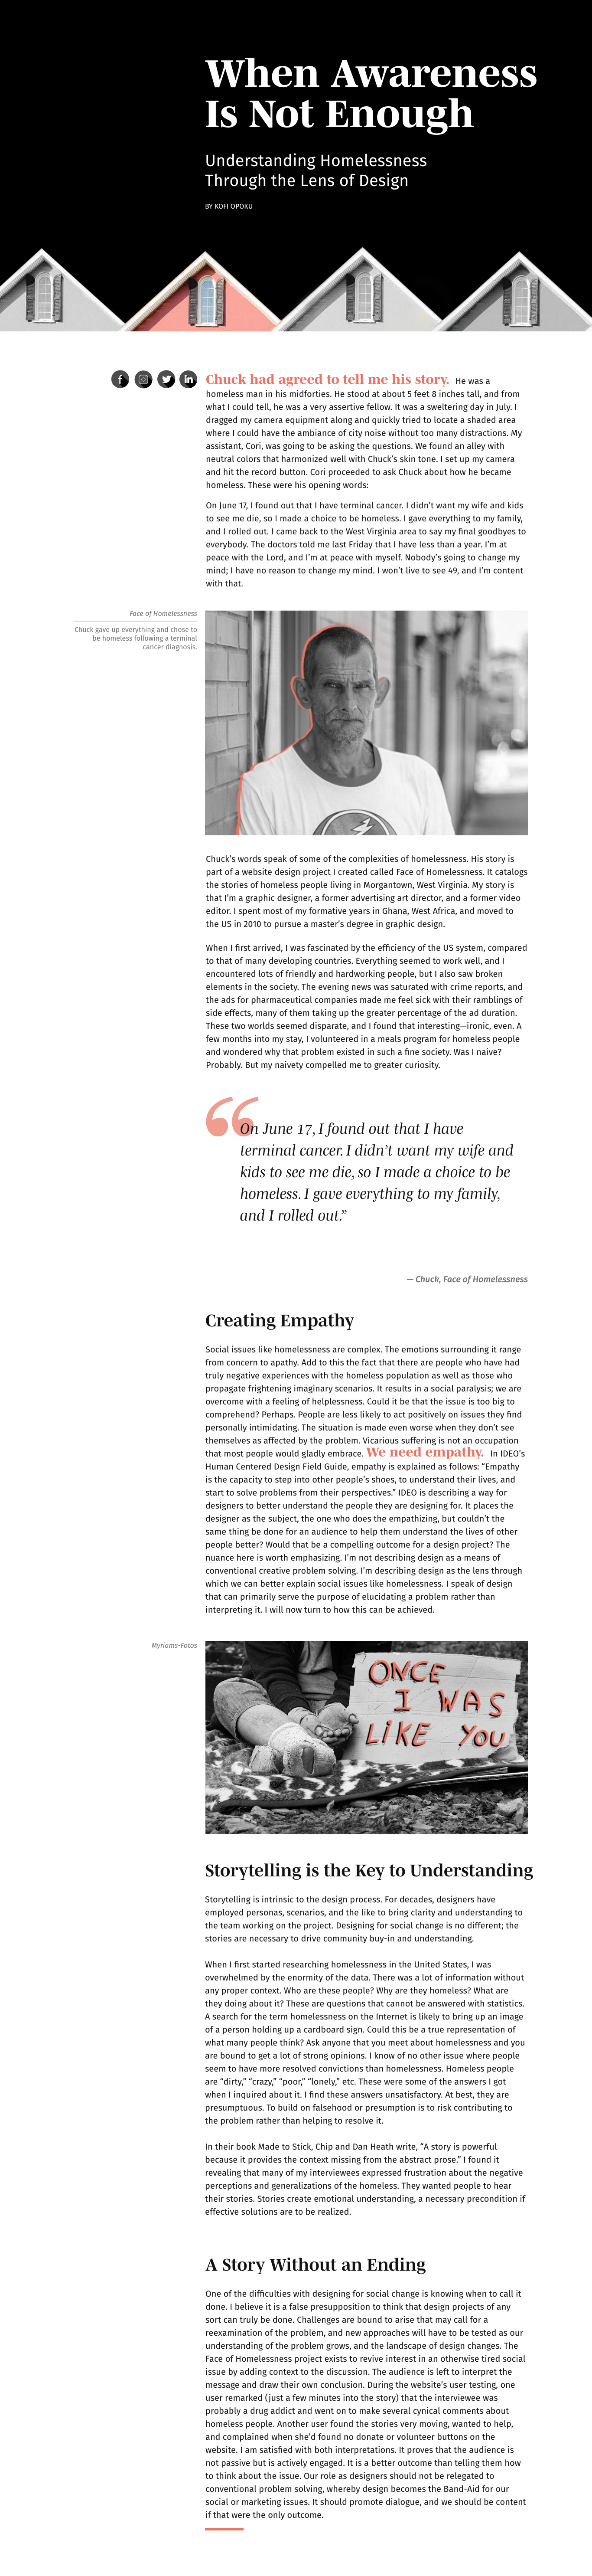 When Awareness
Is Not Enough
Understanding Homelessness
Through the Lens of Design
BY KOFI OPOKU
Chuck had agreed to tell me his story. He was a
homeless man in his midforties. He stood at about 5 feet 8 inches tall, and from
what I could tell, he was a very assertive fellow. It was a sweltering day in July. I
dragged my camera equipment along and quickly tried to locate a shaded area
where I could have the ambiance of city noise without too many distractions. My
assistant, Cori, was going to be asking the questions. We found an alley with
neutral colors that harmonized well with Chuck's skin tone. I set up my camera
and hit the record button. Cori proceeded to ask Chuck about how he became
homeless. These were his opening words:
On June 17, I found out that I have terminal cancer. I didn't want my wife and kids
to see me die, so I made a choice to be homeless. I gave everything to my family,
and I rolled out. I came back to the West Virginia area to say my final goodbyes to
everybody. The doctors told me last Friday that I have less than a year. I'm at
peace with the Lord, and I'm at peace with myself. Nobody's going to change my
mind; I have no reason to change my mind. I won't live to see 49, and I'm content
with that.
Face of Homelessness
Chuck gave up everything and chose to
be homeless following a terminal
cancer diagnosis.
Chuck's words speak of some of the complexities of homelessness. His story is
part of a website design project I created called Face of Homelessness. It catalogs
the stories of homeless people living in Morgantown, West Virginia. My story is
that I'm a graphic designer, a former advertising art director, and a former video
editor. I spent most of my formative years in Ghana, West Africa, and moved to
the US in 2010 to pursue a master's degree in graphic design.
When I first arrived, I was fascinated by the efficiency of the US system, compared
to that of many developing countries. Everything seemed to work well, and I
encountered lots of friendly and hardworking people, but I also saw broken
elements in the society. The evening news was saturated with crime reports, and
the ads for pharmaceutical companies made me feel sick with their ramblings of
side effects, many of them taking up the greater percentage of the ad duration.
These two worlds seemed disparate, and I found that interesting—ironic, even. A
few months into my stay, I volunteered in a meals program for homeless people
and wondered why that problem existed in such a fine society. Was I naive?
Probably. But my naivety compelled me to greater curiosity.
“On June 17, I found out that I have
terminal cancer. I didn't want my wife and
kids to see me die, so I made a choice to be
homeless. I gave everything to my family,
and I rolled out.”
— Chuck, Face of Homelessness
Creating Empathy
Social issues like homelessness are complex. The emotions surrounding it range
from concern to apathy. Add to this the fact that there are people who have had
truly negative experiences with the homeless population as well as those who
propagate frightening imaginary scenarios. It results in a social paralysis; we are
overcome with a feeling of helplessness. Could it be that the issue is too big to
comprehend? Perhaps. People are less likely to act positively on issues they find
personally intimidating. The situation is made even worse when they don't see
themselves as affected by the problem. Vicarious suffering is not an occupation
that most people would gladly embrace. We need empathy. In IDEO's
Human Centered Design Field Guide, empathy is explained as follows: “Empathy
is the capacity to step into other people's shoes, to understand their lives, and
start to solve problems from their perspectives.” IDEO is describing a way for
designers to better understand the people they are designing for. It places the
designer as the subject, the one who does the empathizing, but couldn't the
same thing be done for an audience to help them understand the lives of other
people better? Would that be a compelling outcome for a design project? The
nuance here is worth emphasizing. I'm not describing design as a means of
conventional creative problem solving. I'm describing design as the lens through
which we can better explain social issues like homelessness. I speak of design
that can primarily serve the purpose of elucidating a problem rather than
interpreting it. I will now turn to how this can be achieved.
Myriams-Fotos
ONCE
I WAS
LIKE YOU
Storytelling is the Key to Understanding
Storytelling is intrinsic to the design process. For decades, designers have
employed personas, scenarios, and the like to bring clarity and understanding to
the team working on the project. Designing for social change is no different; the
stories are necessary to drive community buy-in and understanding.
When I first started researching homelessness in the United States, I was
overwhelmed by the enormity of the data. There was a lot of information without
any proper context. Who are these people? Why are they homeless? What are
they doing about it? These are questions that cannot be answered with statistics.
A search for the term homelessness on the Internet is likely to bring up an image
of a person holding up a cardboard sign. Could this be a true representation of
what many people think? Ask anyone that you meet about homelessness and you
are bound to get a lot of strong opinions. I know of no other issue where people
seem to have more resolved convictions than homelessness. Homeless people
are “dirty,” “crazy,” “poor,” “lonely,” etc. These were some of the answers I got
when I inquired about it. I find these answers unsatisfactory. At best, they are
presumptuous. To build on falsehood or presumption is to risk contributing to
the problem rather than helping to resolve it.
In their book Made to Stick, Chip and Dan Heath write, “A story is powerful
because it provides the context missing from the abstract prose.” I found it
revealing that many of my interviewees expressed frustration about the negative
perceptions and generalizations of the homeless. They wanted people to hear
their stories. Stories create emotional understanding, a necessary precondition if
effective solutions are to be realized.
A Story Without an Ending
One of the difficulties with designing for social change is knowing when to call it
done. I believe it is a false presupposition to think that design projects of any
sort can truly be done. Challenges are bound to arise that may call for a
reexamination of the problem, and new approaches will have to be tested as our
understanding of the problem grows, and the landscape of design changes. The
Face of Homelessness project exists to revive interest in an otherwise tired social
issue by adding context to the discussion. The audience is left to interpret the
message and draw their own conclusion. During the website's user testing, one
user remarked (just a few minutes into the story) that the interviewee was
probably a drug addict and went on to make several cynical comments about
homeless people. Another user found the stories very moving, wanted to help,
and complained when she'd found no donate or volunteer buttons on the
website. I am satisfied with both interpretations. It proves that the audience is
not passive but is actively engaged. It is a better outcome than telling them how
to think about the issue. Our role as designers should not be relegated to
conventional problem solving, whereby design becomes the Band-Aid for our
social or marketing issues. It should promote dialogue, and we should be content
if that were the only outcome.